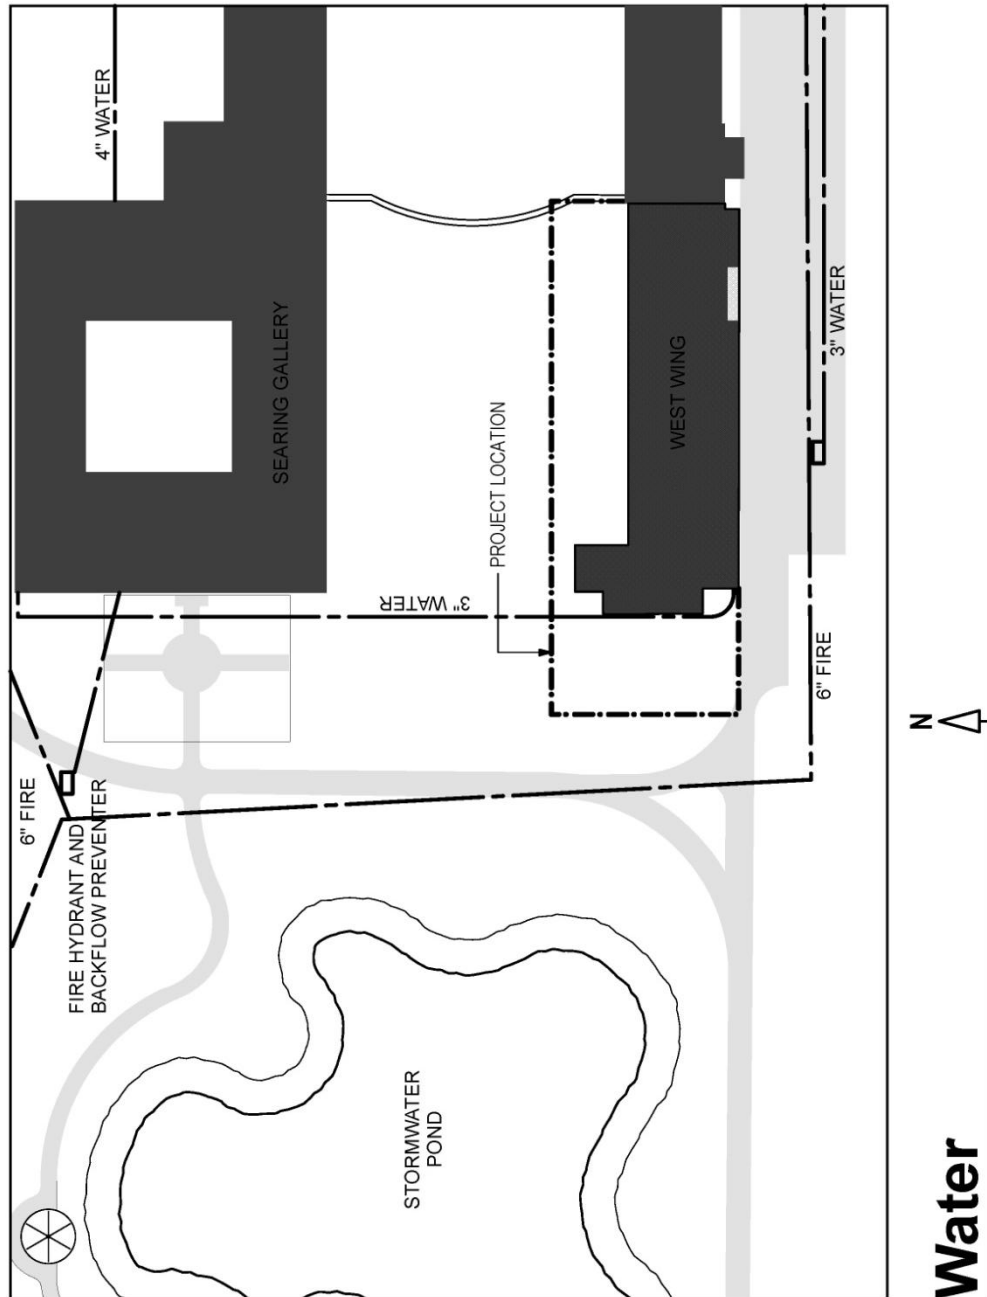 4" WATER
SEARING GALLERY
WEST WING
3" WATER
PROJECT LOCATION
3" WATER
6" FIRE
6" FIRE
FIRE HYDRANT AND
BACKFLOW PREVENTER
STORMWATER
POND
N
Water